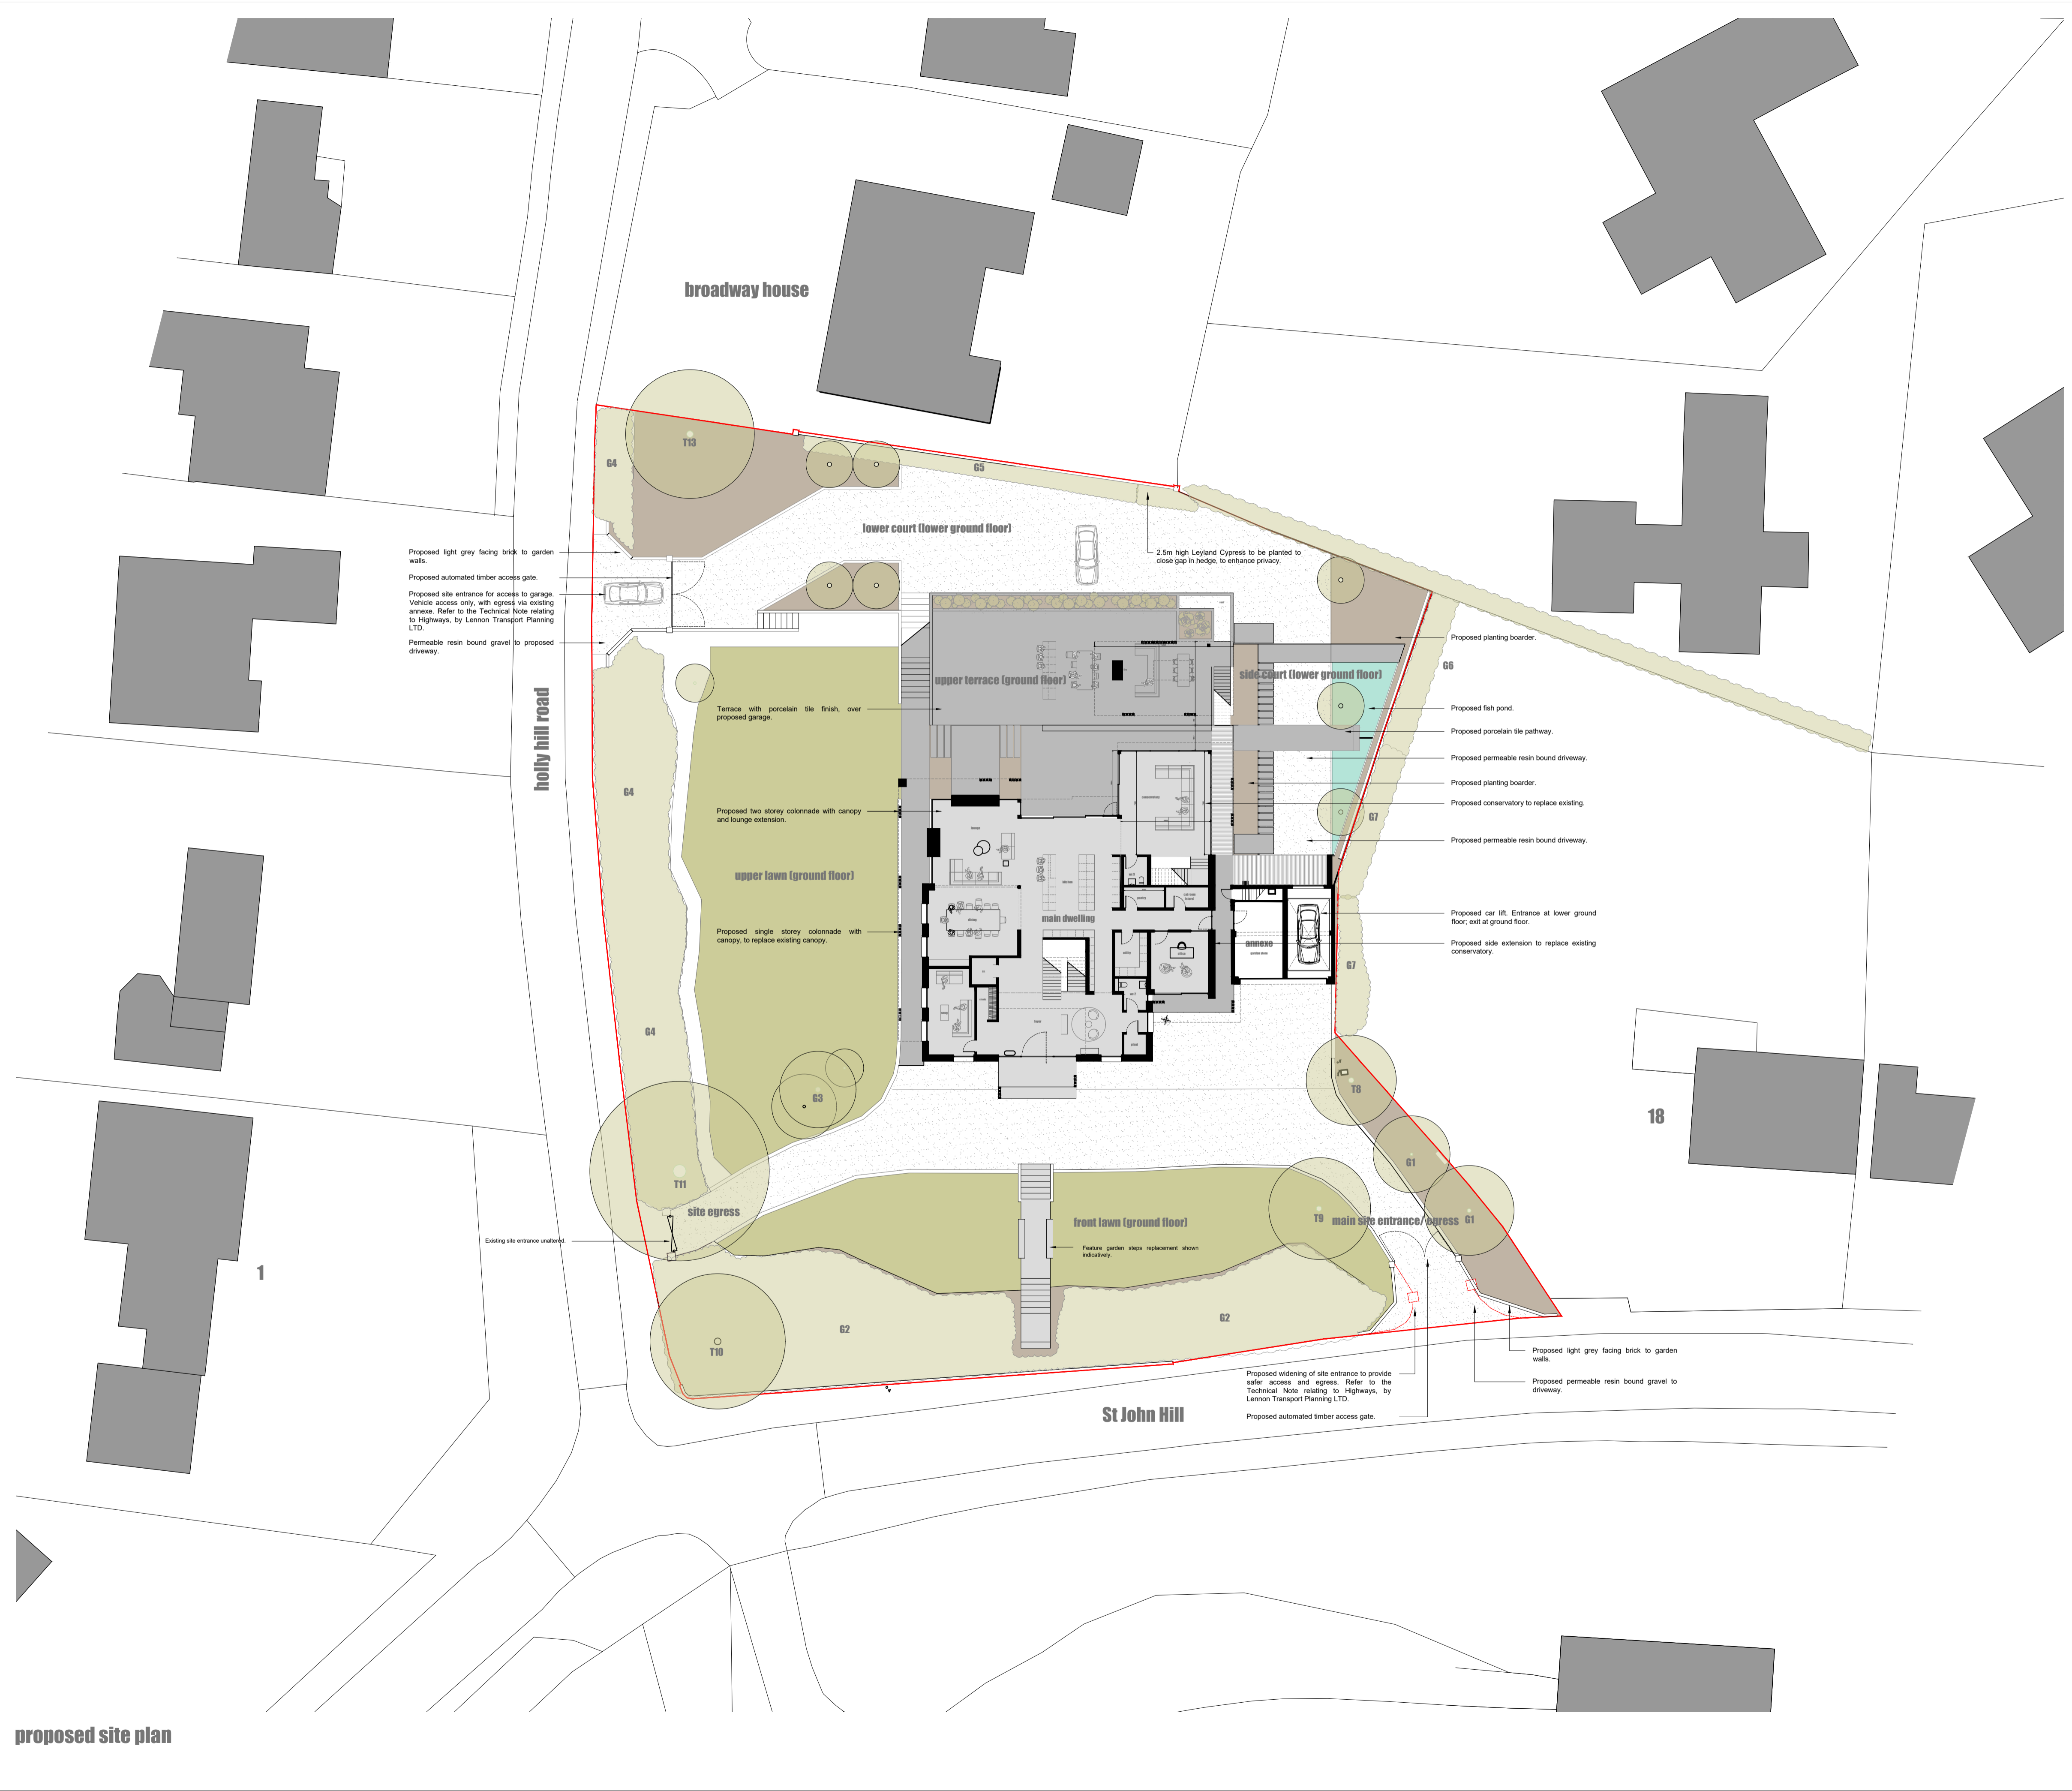 broadway house
T13
G4
G5
lower court (lower ground floor)
Proposed light grey facing brick to garden
walls.
Proposed automated timber access gate.
Proposed site entrance for access to garage.
Vehicle access only, with egress via existing
annexe. Refer to the Technical Note relating
to Highways, by Lennon Transport Planning
LTD.
Permeable resin bound gravel to proposed
driveway.
2.5m high Leyland Cypress to be planted to
close gap in hedge, to enhance privacy.
Proposed planting boarder.
G6
upper terrace (ground floor)
side court (lower ground floor)
Terrace with porcelain tile finish, over
proposed garage.
Proposed fish pond.
Proposed porcelain tile pathway.
holly hill road
Proposed permeable resin bound driveway.
G4
Proposed planting boarder.
Proposed two storey colonnade with canopy
and lounge extension.
Proposed conservatory to replace existing.
G7
Proposed permeable resin bound driveway.
upper lawn (ground floor)
kitchen
pantry
main dwelling
dining
Proposed single storey colonnade with
canopy, to replace existing canopy.
Proposed car lift. Entrance at lower ground
floor; exit at ground floor.
annexe
Proposed side extension to replace existing
conservatory.
utility
office
G7
G4
G3
T8
18
G1
T11
site egress
front lawn (ground floor)
T9
main site entrance/ egress
G1
Existing site entrance unaltered.
Feature garden steps replacement shown
indicatively.
1
G2
G2
T10
Proposed light grey facing brick to garden
walls.
Proposed widening of site entrance to provide
safer access and egress. Refer to the
Technical Note relating to Highways, by
Lennon Transport Planning LTD.
Proposed permeable resin bound gravel to
driveway.
St John Hill
Proposed automated timber access gate.
proposed site plan